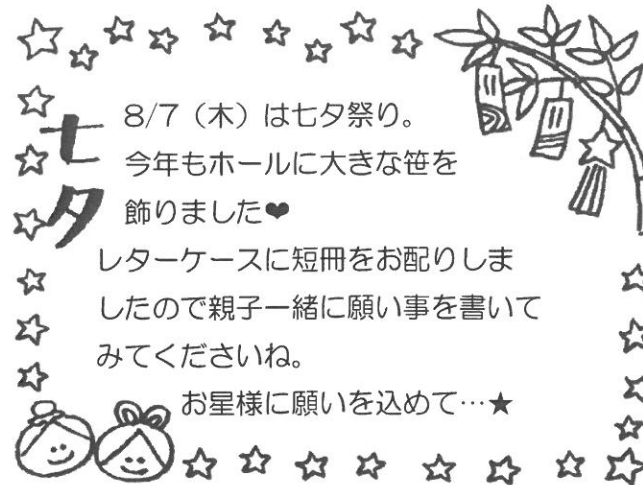 七夕
8/7（木）は七夕祭り。
今年もホールに大きな笹を
飾りました❤
レターケースに短冊をお配りしま
したので親子一緒に願い事を書いて
みてくださいね。
お星様に願いを込めて…★